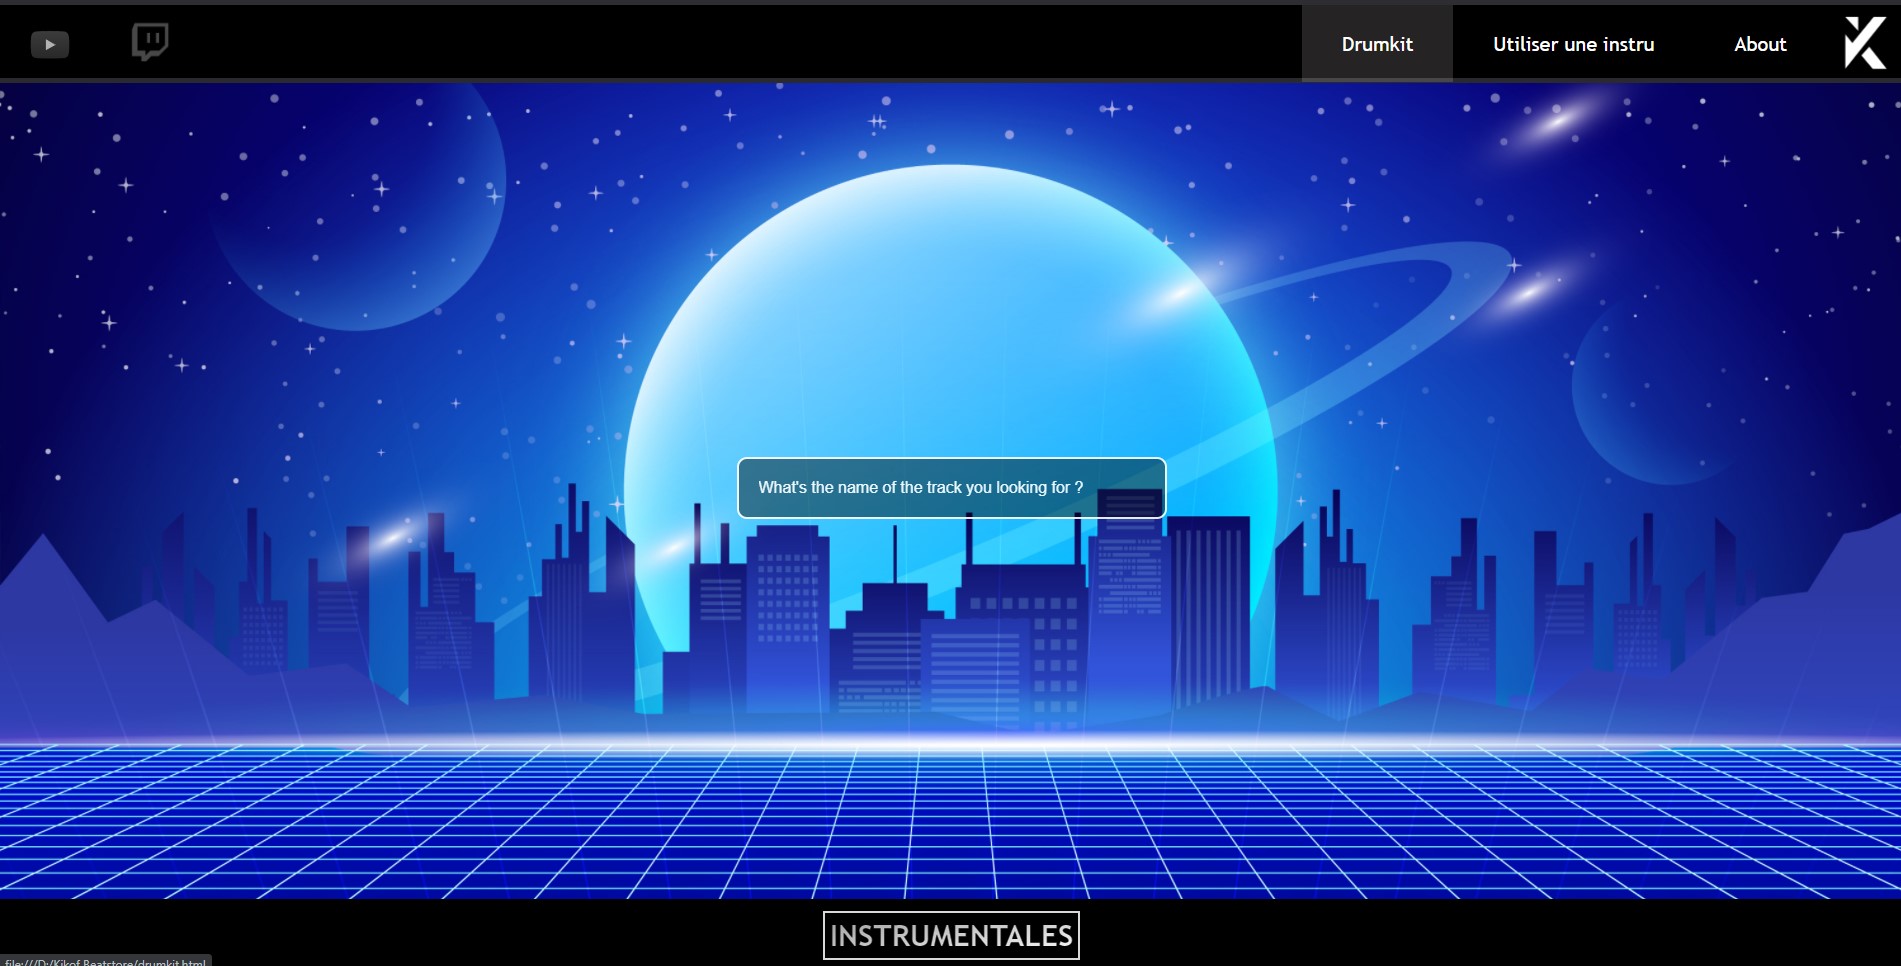 Drumkit
Utiliser une instru
About
What's the name of the track you looking for ?
INSTRUMENTALES
file:///D:/Kikof Beatstore/drumkit.html